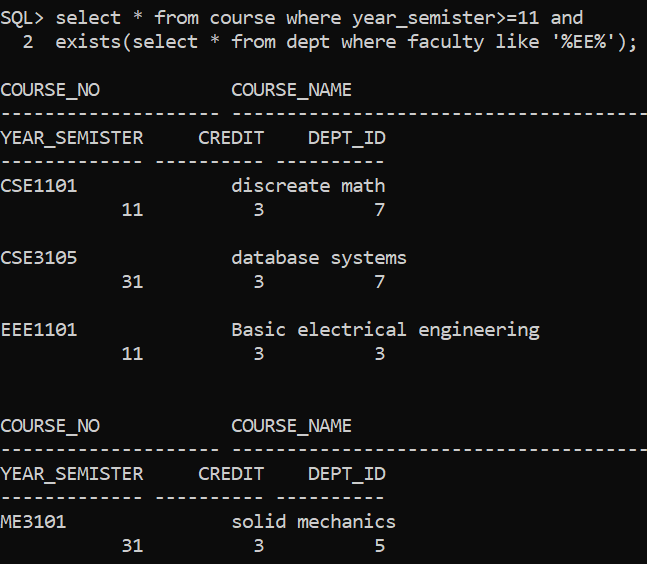 SQL> select * from course where year_semister>=11 and
  2  exists(select * from dept where faculty like '%EE%');
COURSE_NO            COURSE_NAME
-------------------- --------------------------------------
YEAR_SEMISTER     CREDIT    DEPT_ID
------------- ---------- ----------
CSE1101              discreate math
           11          3          7
CSE3105              database systems
           31          3          7
EEE1101              Basic electrical engineering
           11          3          3
COURSE_NO            COURSE_NAME
-------------------- --------------------------------------
YEAR_SEMISTER     CREDIT    DEPT_ID
------------- ---------- ----------
ME3101               solid mechanics
           31          3          5